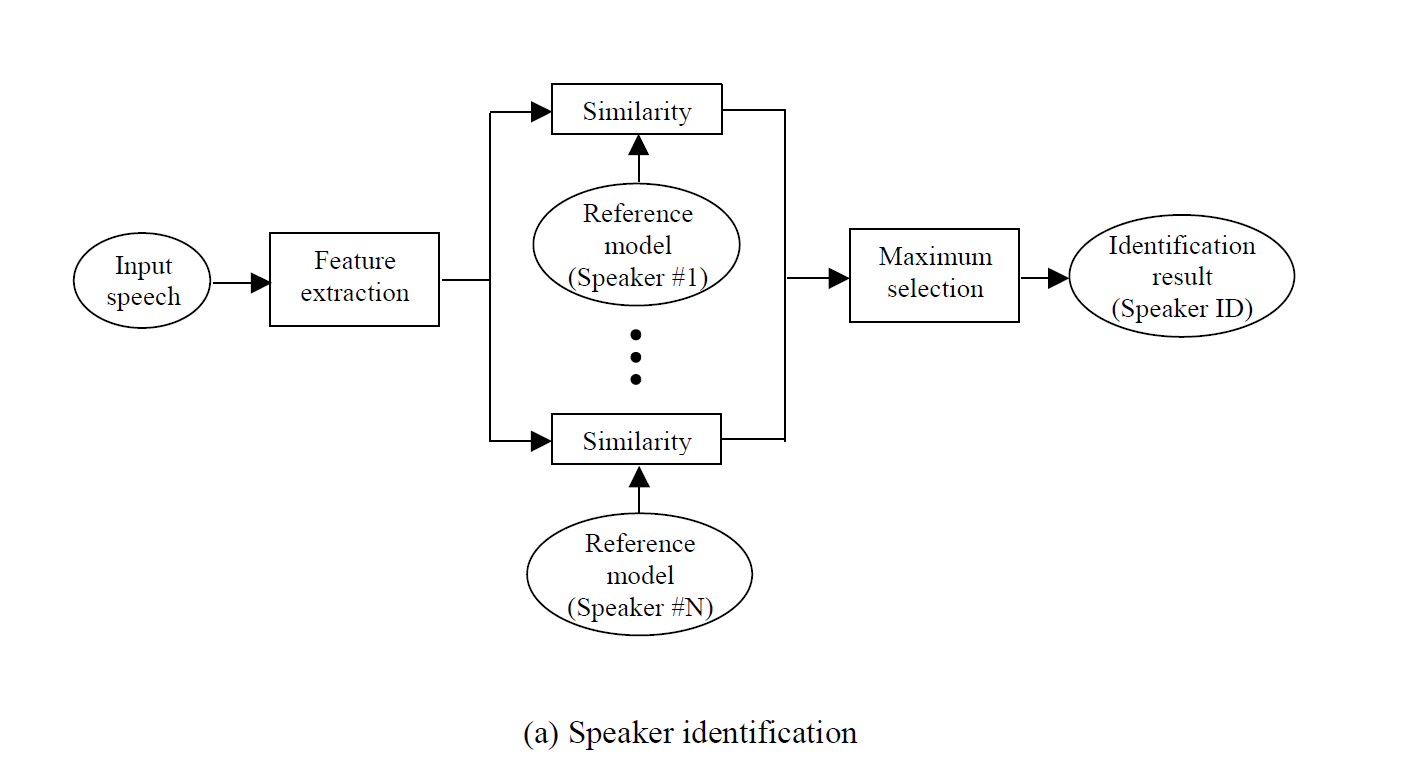 Similarity
Reference
model
(Speaker #1)
Input
speech
Feature
extraction
Maximum
selection
Identification
result
(Speaker ID)
Similarity
Reference
model
(Speaker #N)
(a) Speaker identification